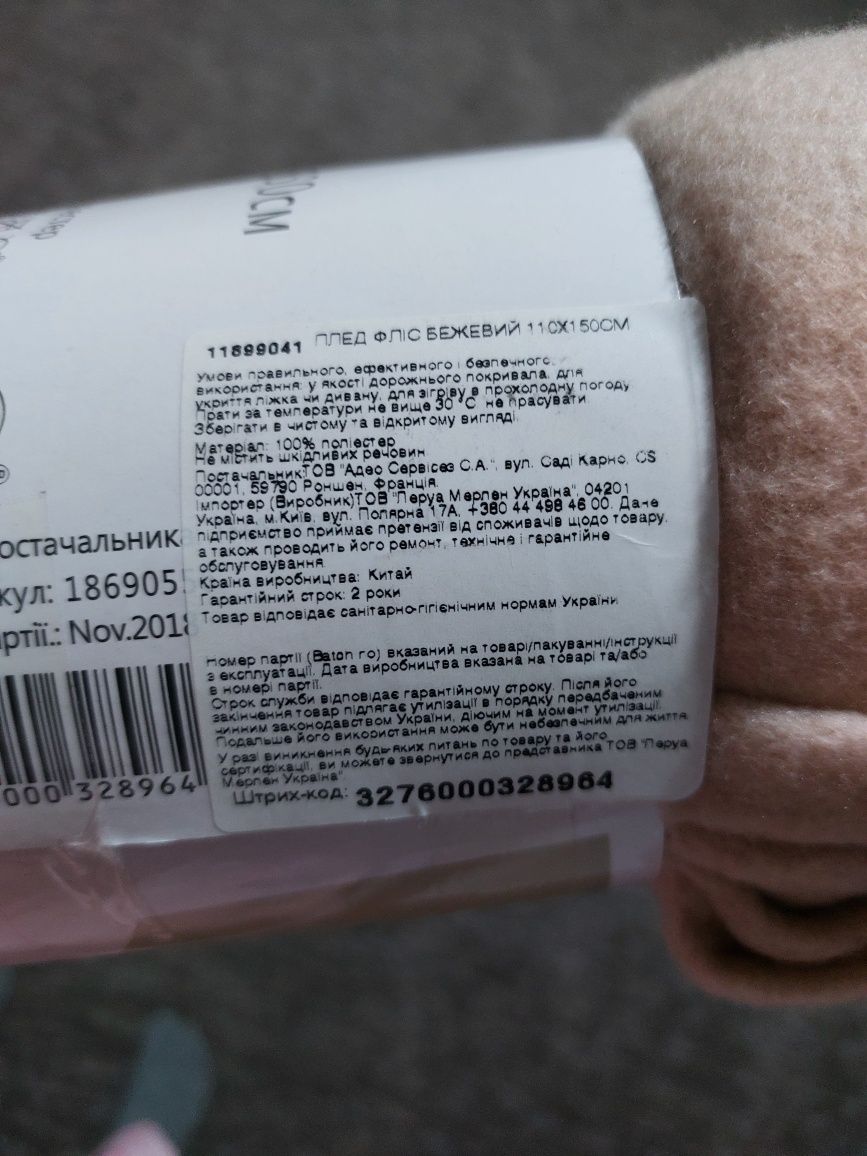 50СМ
11899041 ПЛЕД ФЛІС БЕЖЕВИЙ 110Х150СМ
Умови правильного, ефективного і безпечного
використання: у якості дорожнього покривала, для
укриття ліжка чи дивану, для зігріву в прохолодну погоду
Прати за температури не вище 30 °С, не прасувати.
Зберігати в чистому та відкритому вигляді.
Матеріал: 100% поліестер
Не містить шкідливих речовин
Постачальник:ТОВ "Адео Сервісез С.А.", вул. Саді Карно, CS
00001, 59790 Роншен, Франція
Імпортер (Виробник)ТОВ "Леруа Мерлен Україна", 04201
Україна, м.Київ, вул. Полярна 17А, +380 44 498 46 00. Дане
підприємство приймає претензії від споживачів щодо товару,
а також проводить його ремонт, технічне і гарантійне
обслуговування
Країна виробництва: Китай
Гарантійний строк: 2 роки
Товар відповідає санітарно-гігієнічним нормам України
Номер партії (Baton го) вказаний на товарі/пакуванні/інструкції
з експлуатації. Дата виробництва вказана на товарі та/або
в номері партії.
Строк служби відповідає гарантійному строку. Після його
закінчення товар підлягає утилізації в порядку передбаченим
чинним законодавством України, діючим на момент утилізації.
Подальше його використання може бути небезпечним для життя
У разі виникнення будь-яких питань по товару та його
сертифікації, ви можете звернутися до представника ТОВ "Леруа
Мерлен Україна"
Штрих-код: 3276000328964
остачальник
кул: 186905
ртії.: Nov.2018
000 328964